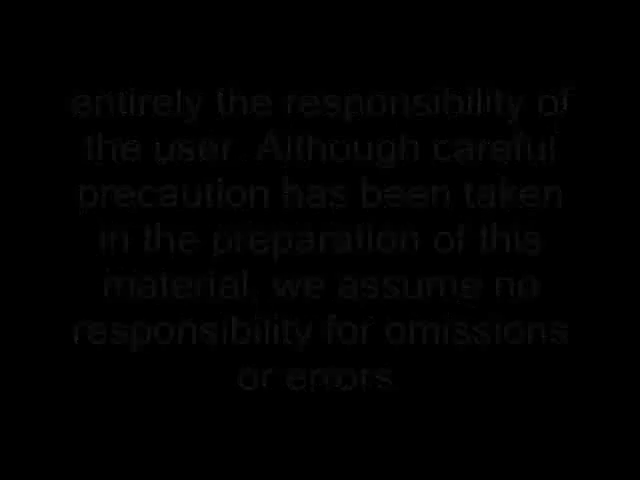 entirely the responsibility of
the user. Although careful
precaution has been taken
in the preparation of this
material, we assume no
responsibility for omissions
or errors.